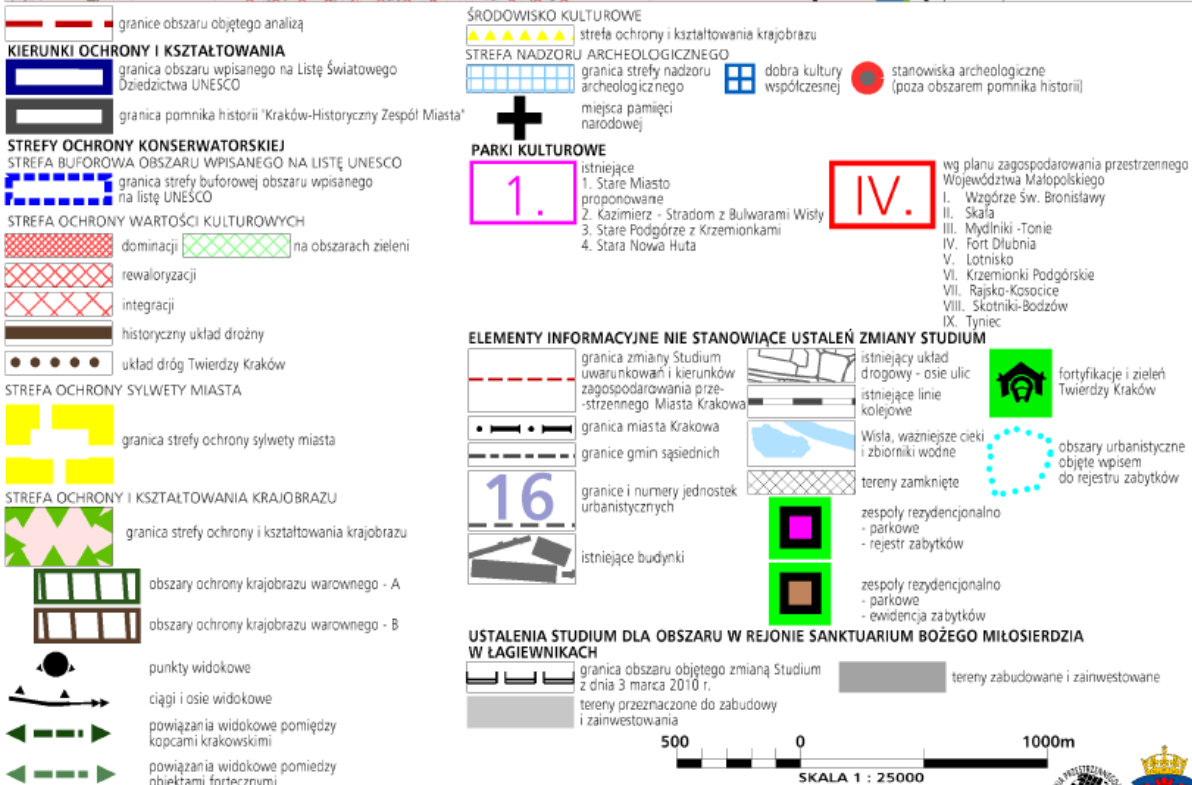 granice obszaru objętego analizą
KIERUNKI OCHRONY I KSZTAŁTOWANIA
granica obszaru wpisanego na Listę Światowego
Dziedzictwa UNESCO
granica pomnika historii "Kraków-Historyczny Zespół Miasta"
STREFY OCHRONY KONSERWATORSKIEJ
STREFA BUFOROWA OBSZARU WPISANEGO NA LISTĘ UNESCO
granica strefy buforowej obszaru wpisanego
na listę UNESCO
STREFA OCHRONY WARTOŚCI KULTUROWYCH
dominacji
na obszarach zieleni
rewaloryzacji
integracji
historyczny układ drożny
układ dróg Twierdzy Kraków
STREFA OCHRONY SYLWETY MIASTA
granica strefy ochrony sylwety miasta
STREFA OCHRONY I KSZTAŁTOWANIA KRAJOBRAZU
granica strefy ochrony i kształtowania krajobrazu
obszary ochrony krajobrazu warownego - A
obszary ochrony krajobrazu warownego - B
punkty widokowe
ciągi i osie widokowe
powiązania widokowe pomiędzy
kopcami krakowskimi
powiązania widokowe pomiedzy
obiektami fortecznymi
ŚRODOWISKO KULTUROWE
strefa ochrony i kształtowania krajobrazu
STREFA NADZORU ARCHEOLOGICZNEGO
granica strefy nadzoru
archeologicznego
dobra kultury
współczesnej
stanowiska archeologiczne
(poza obszarem pomnika historii)
miejsca pamięci
narodowej
PARKI KULTUROWE
1.
istniejące
1. Stare Miasto
proponowane
2. Kazimierz - Stradom z Bulwarami Wisły
3. Stare Podgórze z Krzemionkami
4. Stara Nowa Huta
IV.
wg planu zagospodarowania przestrzennego
Województwa Małopolskiego
I. Wzgórze Św. Bronisławy
II. Skała
III. Mydlniki -Tonie
IV. Fort Dłubnia
V. Lotnisko
VI. Krzemionki Podgórskie
VII. Rajsko-Kosocice
VIII. Skotniki-Bodzów
IX. Tyniec
ELEMENTY INFORMACYJNE NIE STANOWIĄCE USTALEŃ ZMIANY STUDIUM
granica zmiany Studium
uwarunkowań i kierunków
zagospodarowania prze-
-strzennego Miasta Krakowa
granica miasta Krakowa
granice gmin sąsiednich
16
granice i numery jednostek
urbanistycznych
istniejące budynki
istniejący układ
drogowy - osie ulic
istniejące linie
kolejowe
Wisła, ważniejsze cieki
i zbiorniki wodne
tereny zamknięte
zespoły rezydencjonalno
- parkowe
- rejestr zabytków
zespoły rezydencjonalno
- parkowe
- ewidencja zabytków
fortyfikacje i zieleń
Twierdzy Kraków
obszary urbanistyczne
objęte wpisem
do rejestru zabytków
USTALENIA STUDIUM DLA OBSZARU W REJONIE SANKTUARIUM BOŻEGO MIŁOSIERDZIA
W ŁAGIEWNIKACH
granica obszaru objętego zmianą Studium
z dnia 3 marca 2010 r.
tereny zabudowane i zainwestowane
tereny przeznaczone do zabudowy
i zainwestowania
500 0 1000m
SKALA 1 : 25000